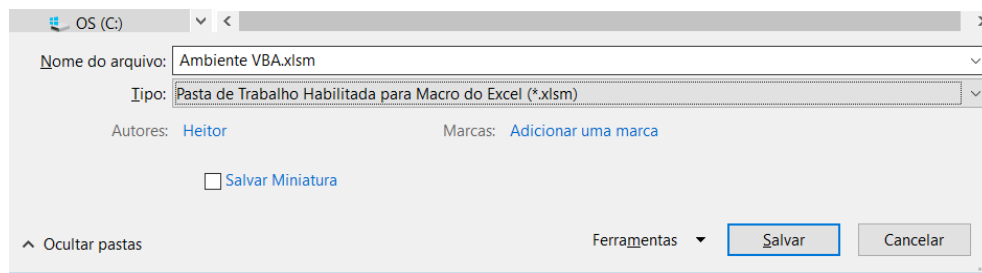 OS (C:)
Nome do arquivo: Ambiente VBA.xlsm
Tipo: Pasta de Trabalho Habilitada para Macro do Excel (*.xlsm)
Autores: Heitor Marcas: Adicionar uma marca
Salvar Miniatura
Ocultar pastas Ferramentas Salvar Cancelar